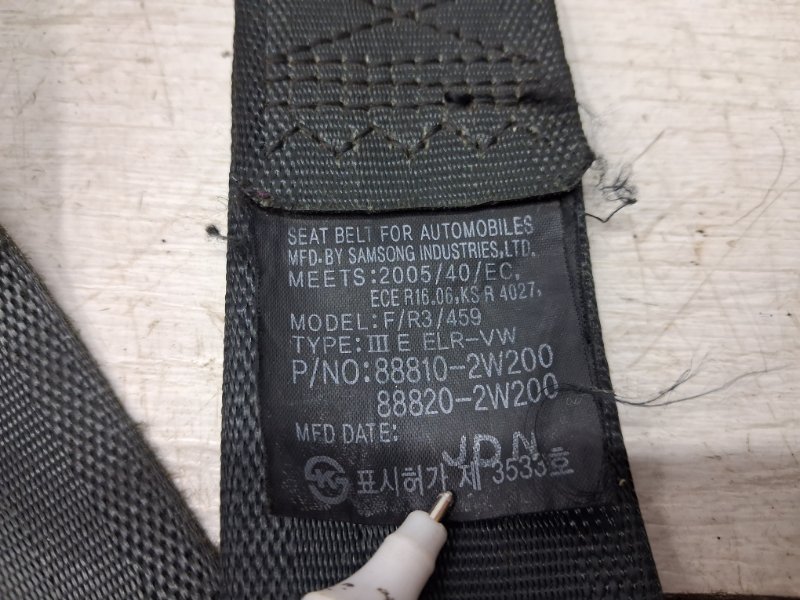 SEAT BELT FOR AUTOMOBILES
MFD.BY SAMSONG INDUSTRIES,LTD.
MEETS:2005/40/EC,
ECE R16.06,KS R 4027,
MODEL:F/R3/459
TYPE:Ⅲ E ELR-VW
P/NO:88810-2W200
88820-2W200
MFD DATE:
JDN
표시허가 제 3533호